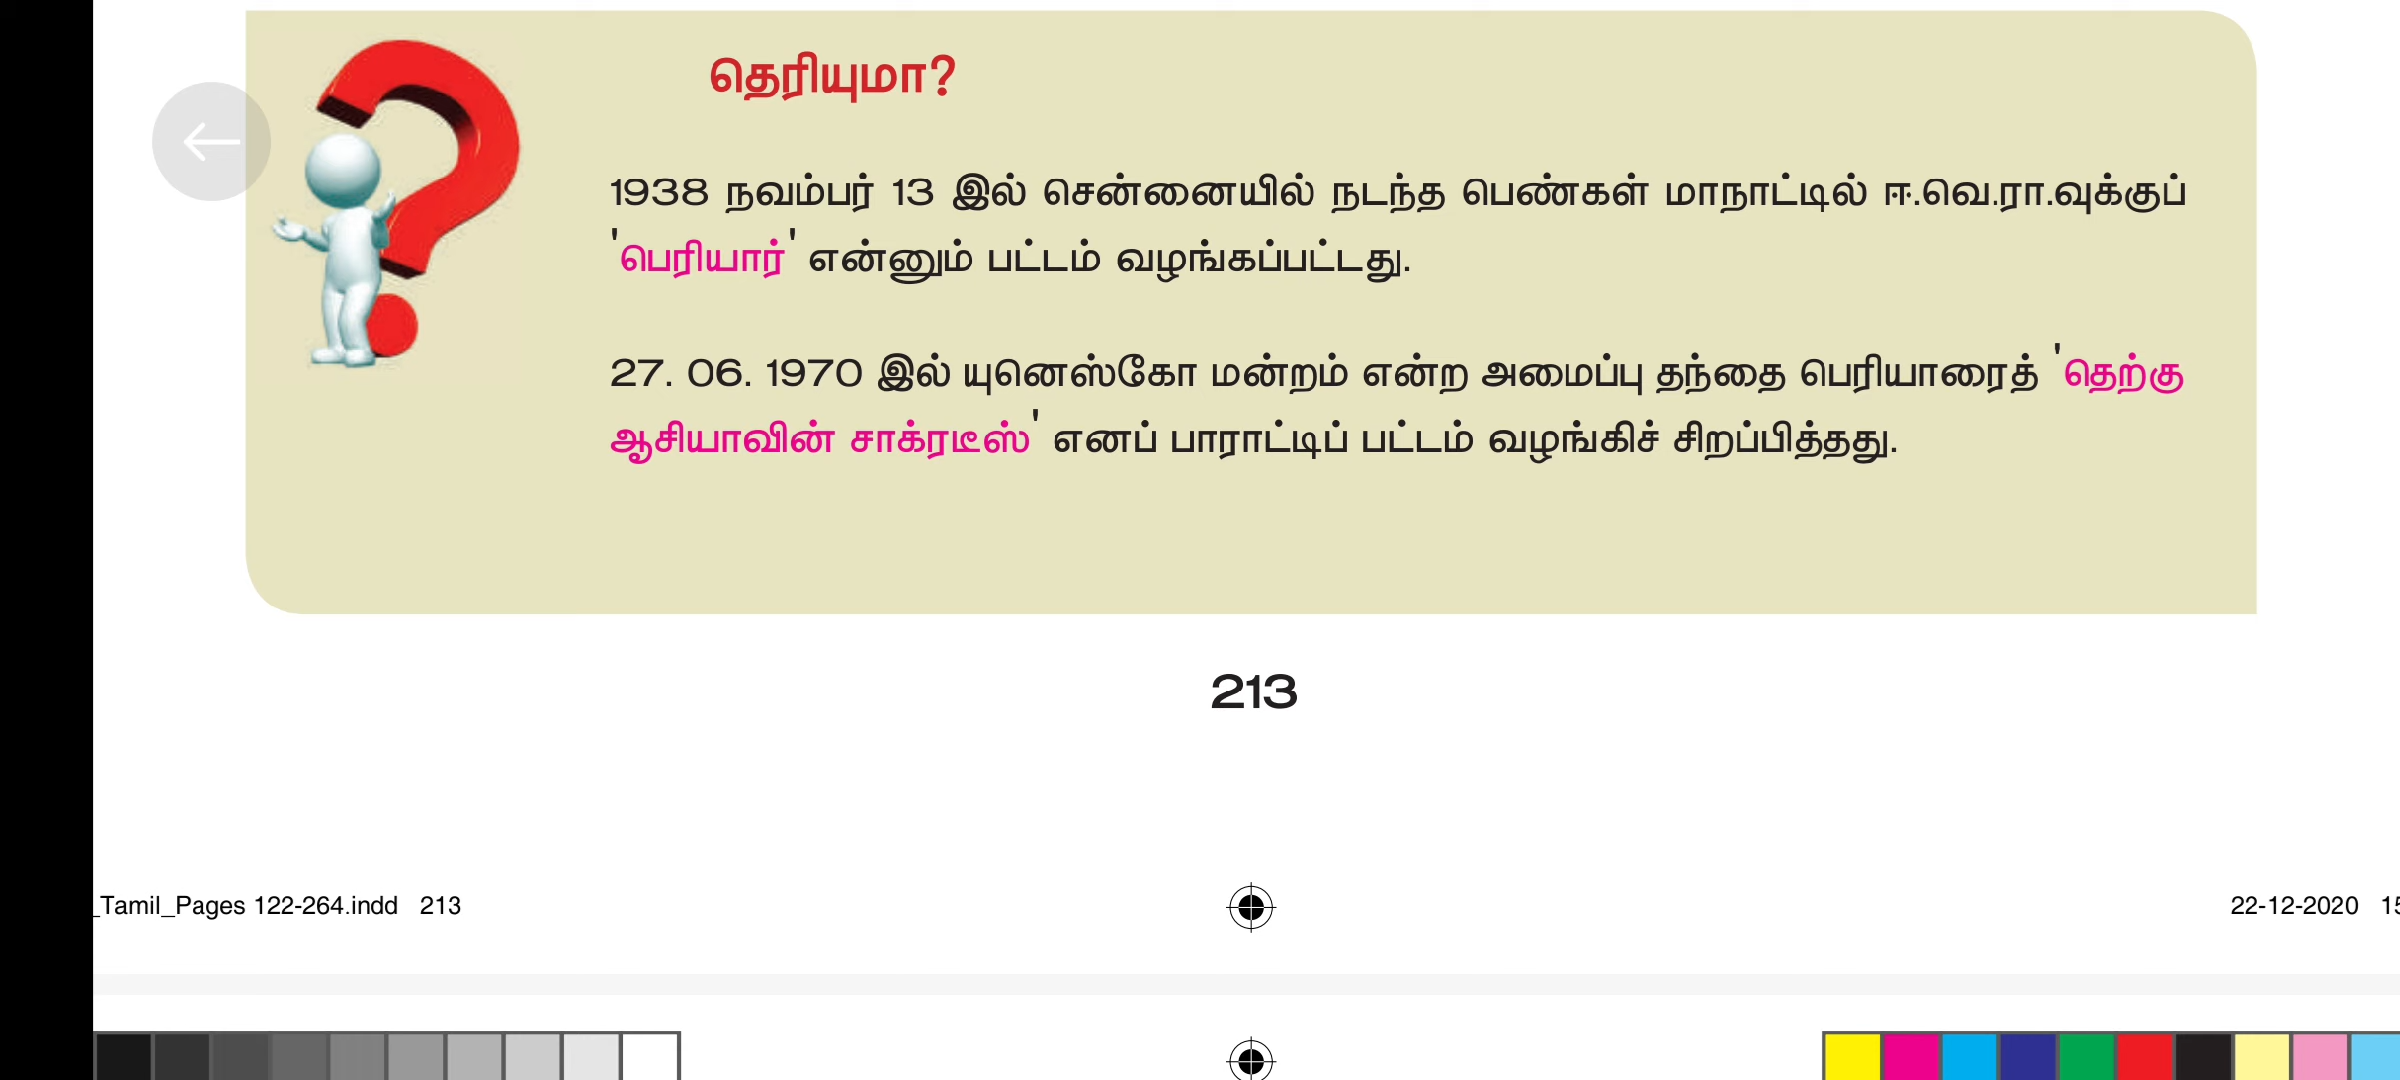 தெரியுமா?
1938 நவம்பர் 13 இல் சென்னையில் நடந்த பெண்கள் மாநாட்டில் ஈ.வெ.ரா.வுக்குப்
'பெரியார்' என்னும் பட்டம் வழங்கப்பட்டது.
27. 06. 1970 இல் யுனெஸ்கோ மன்றம் என்ற அமைப்பு தந்தை பெரியாரைத் 'தெற்கு
ஆசியாவின் சாக்ரடீஸ்' எனப் பாராட்டிப் பட்டம் வழங்கிச் சிறப்பித்தது.
213
_Tamil_Pages 122-264.indd 213
22-12-2020 15